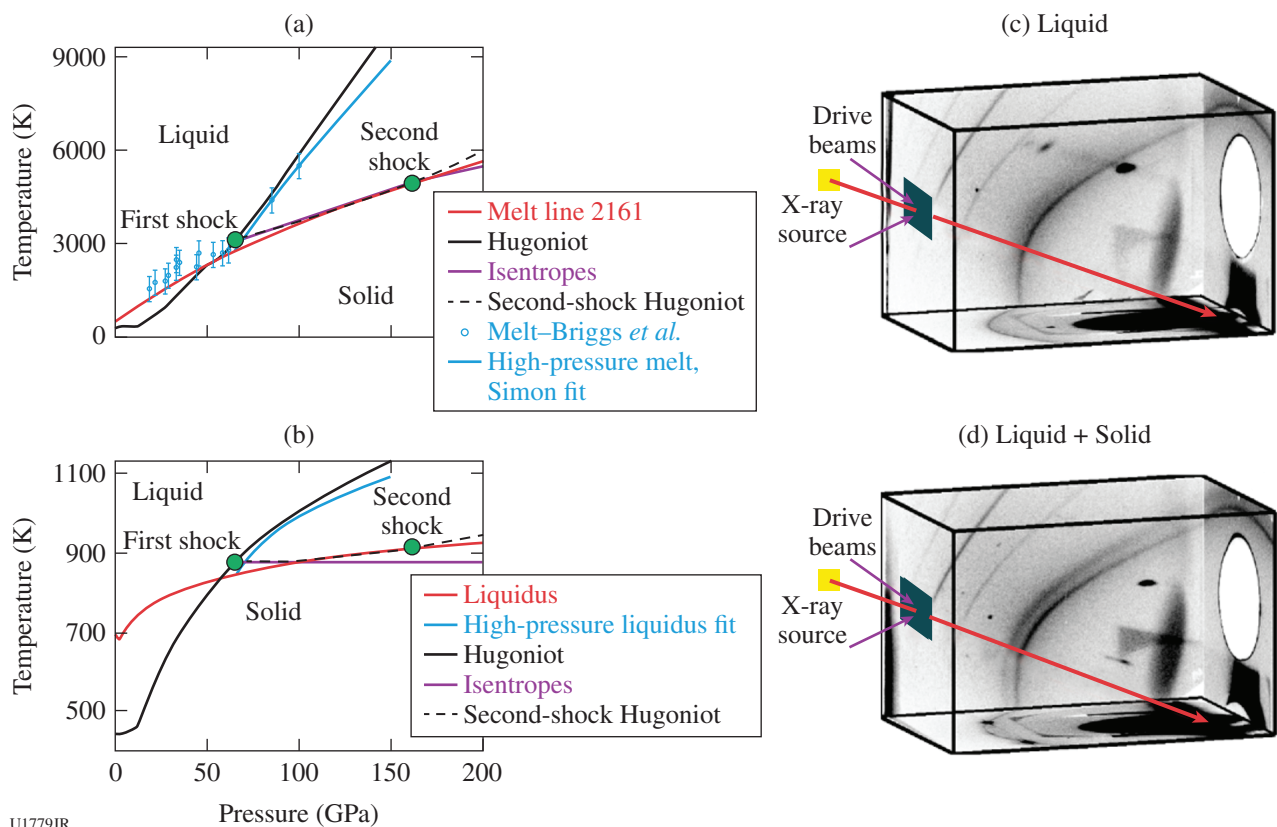 (a)
9000
6000
3000
0
Temperature (K)
Liquid
Second
shock
First shock
Solid
Melt line 2161
Hugoniot
Isentropes
Second-shock Hugoniot
Melt–Briggs et al.
High-pressure melt,
Simon fit
(b)
1100
900
700
500
Temperature (K)
Liquid
Second
shock
First shock
Solid
Liquidus
High-pressure liquidus fit
Hugoniot
Isentropes
Second-shock Hugoniot
0 50 100 150 200
Pressure (GPa)
(c) Liquid
Drive
beams
X-ray
source
(d) Liquid + Solid
Drive
beams
X-ray
source
U1779JR